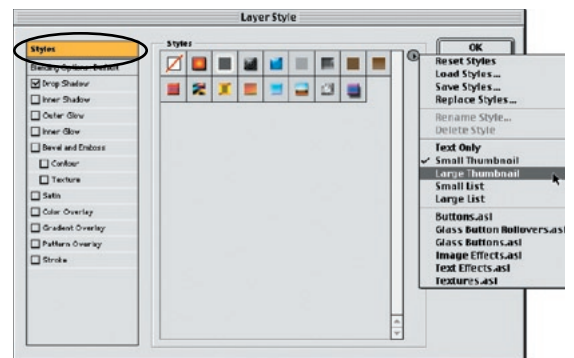 Layer Style
Styles
Blending Options: Default
Drop Shadow
Inner Shadow
Outer Glow
Inner Glow
Bevel and Emboss
Contour
Texture
Satin
Color Overlay
Gradient Overlay
Pattern Overlay
Stroke
Styles
OK
Reset Styles
Load Styles...
Save Styles...
Replace Styles...
Rename Style...
Delete Style
Text Only
Small Thumbnail
Large Thumbnail
Small List
Large List
Buttons.asl
Glass Button Rollovers.asl
Glass Buttons.asl
Image Effects.asl
Text Effects.asl
Textures.asl